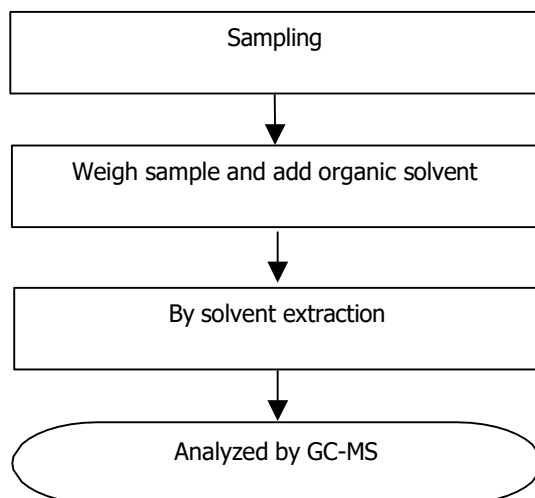 Sampling
Weigh sample and add organic solvent
By solvent extraction
Analyzed by GC-MS